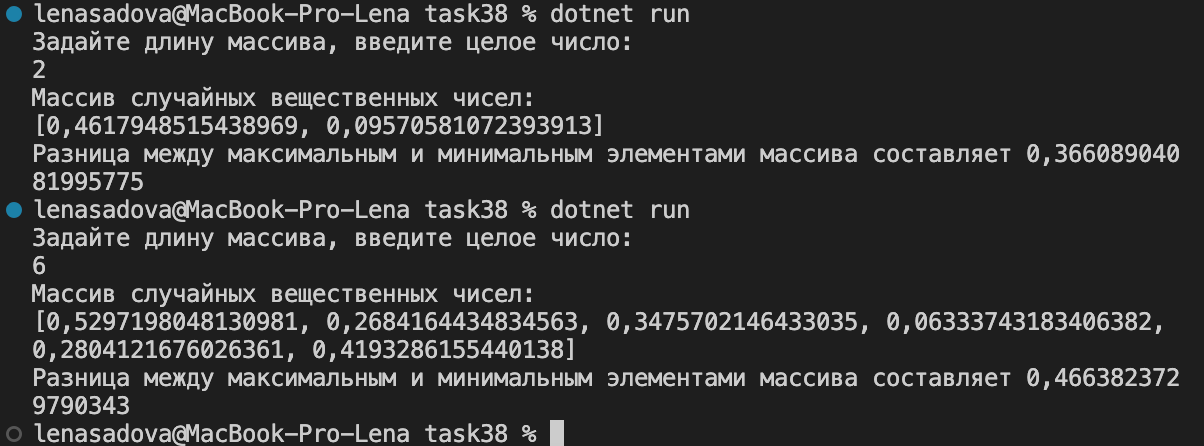 lenasadova@MacBook-Pro-Lena task38 % dotnet run
Задайте длину массива, введите целое число:
2
Массив случайных вещественных чисел:
[0,4617948515438969, 0,09570581072393913]
Разница между максимальным и минимальным элементами массива составляет 0,366089040
81995775
lenasadova@MacBook-Pro-Lena task38 % dotnet run
Задайте длину массива, введите целое число:
6
Массив случайных вещественных чисел:
[0,5297198048130981, 0,2684164434834563, 0,3475702146433035, 0,06333743183406382,
0,2804121676026361, 0,4193286155440138]
Разница между максимальным и минимальным элементами массива составляет 0,466382372
9790343
lenasadova@MacBook-Pro-Lena task38 %